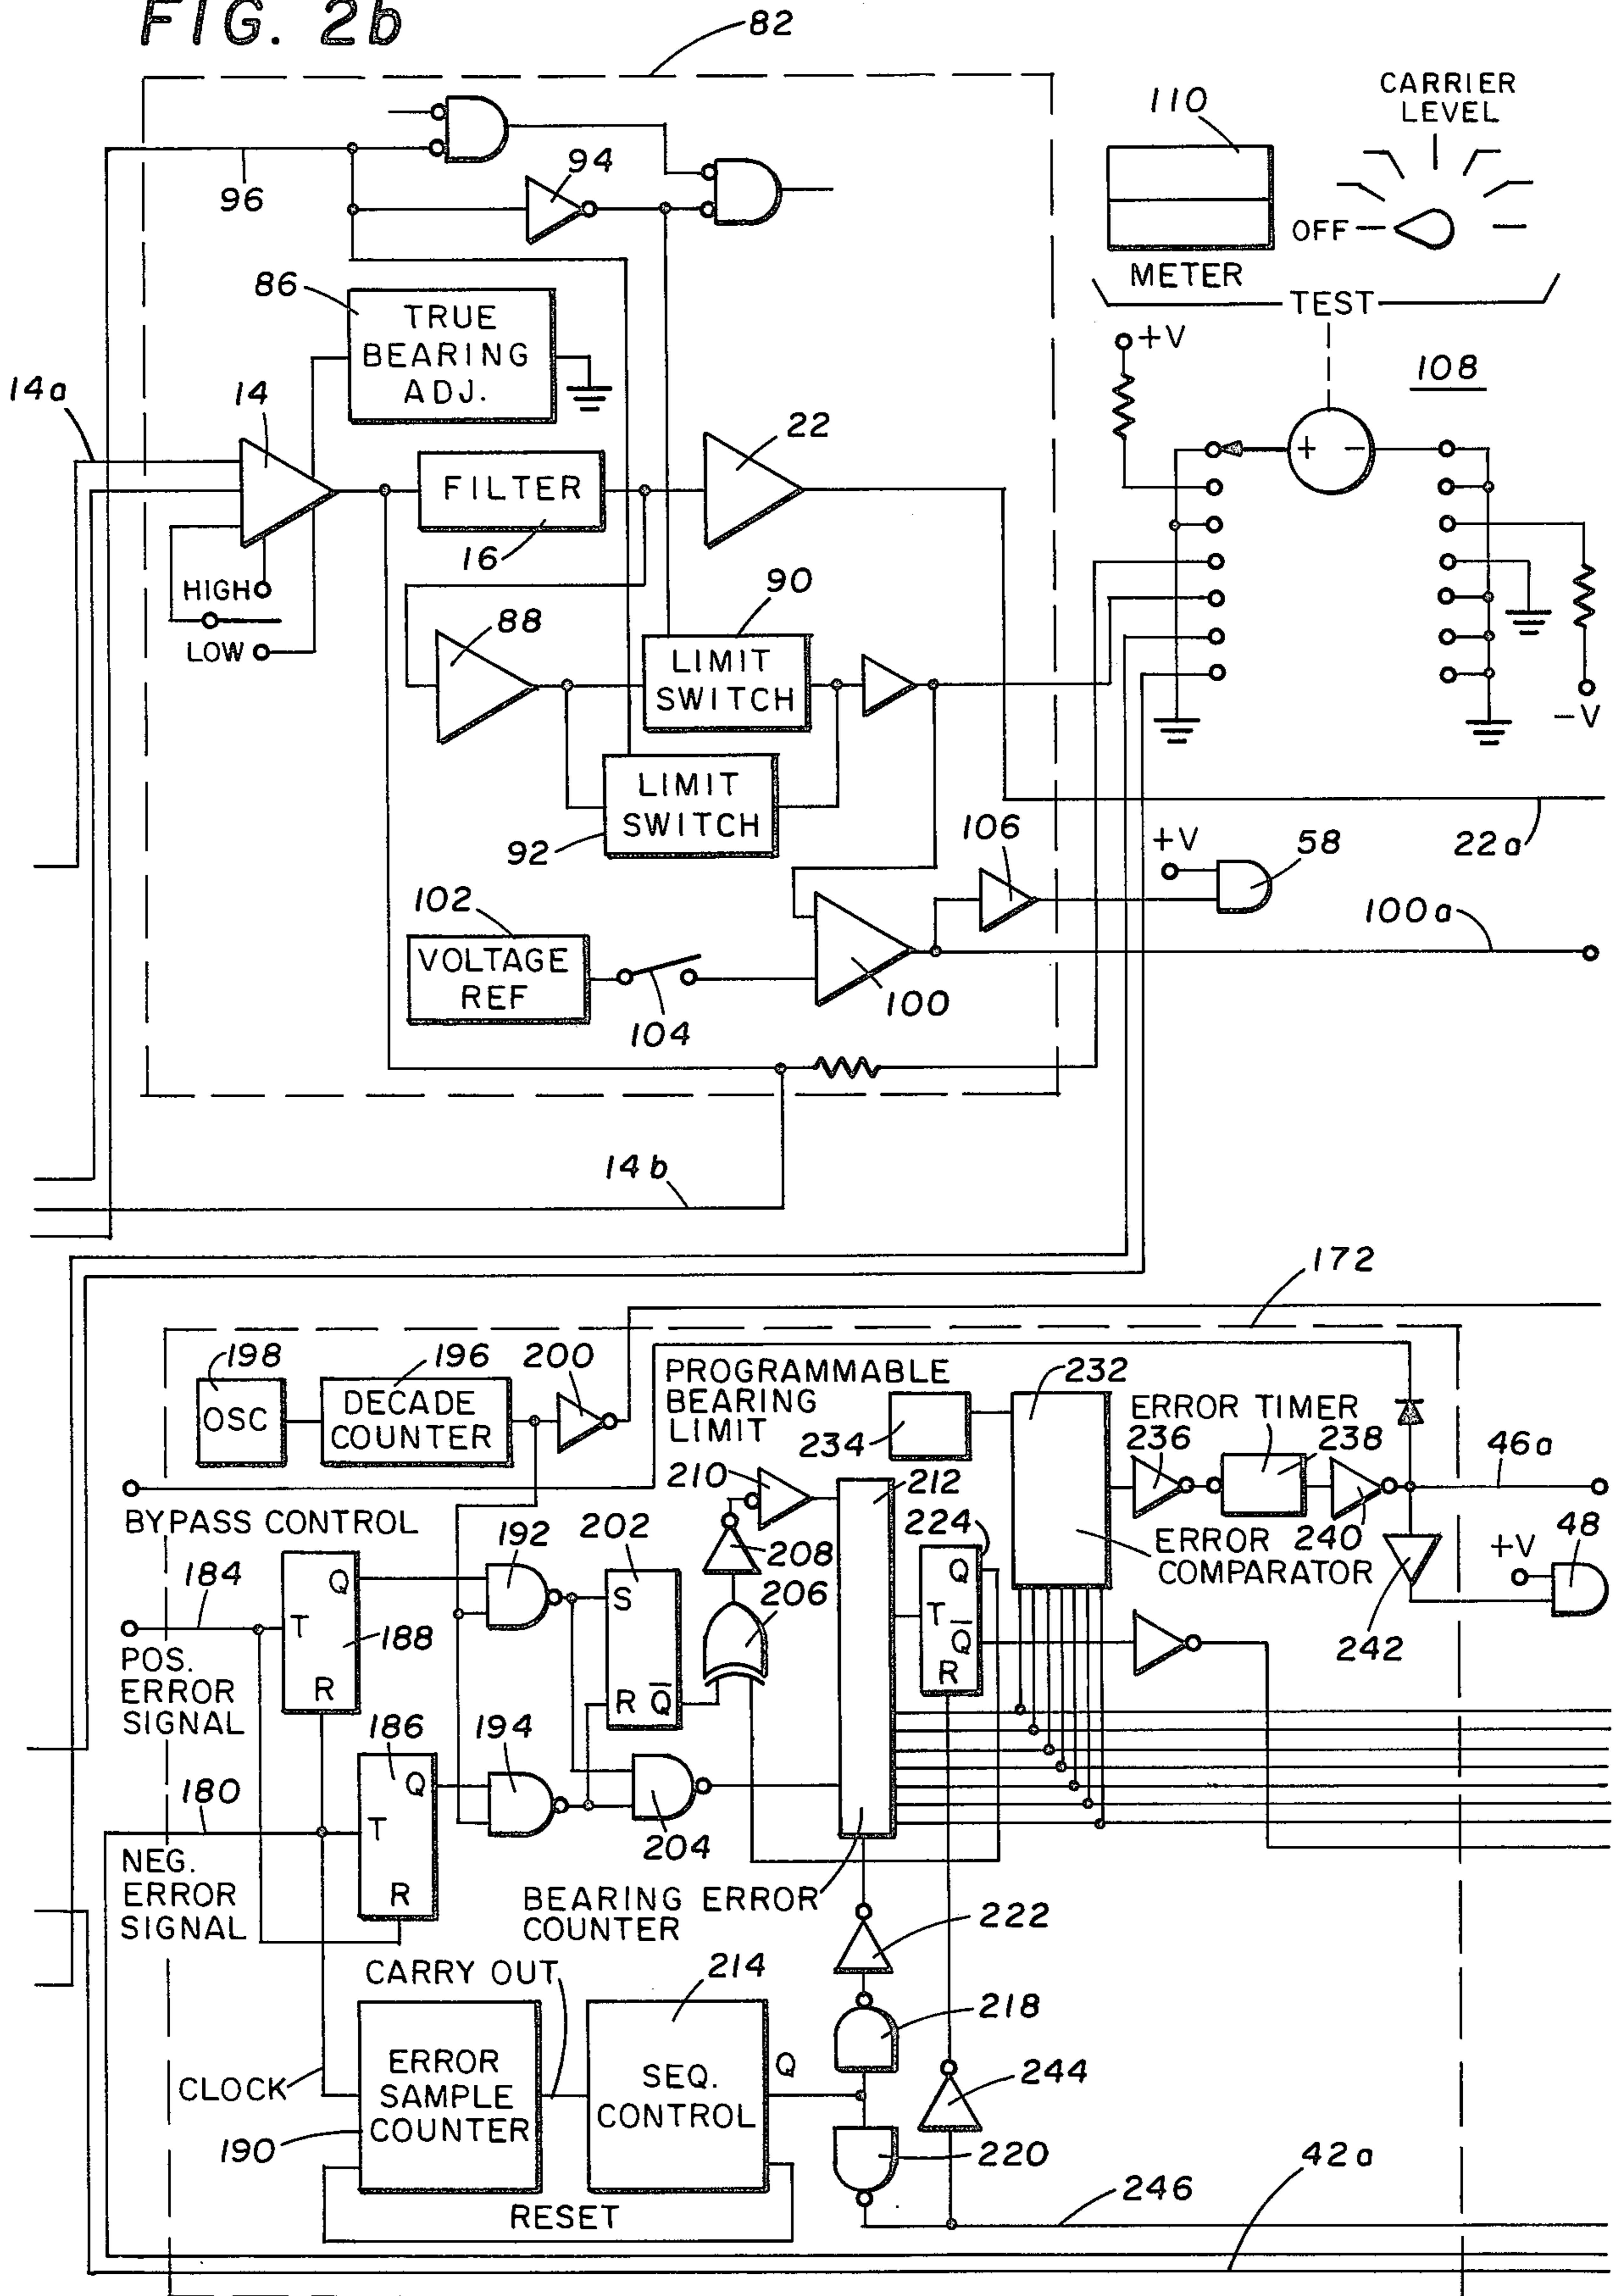 FIG. 2b
82
CARRIER
LEVEL
110
94
96
OFF
METER
TEST
86
TRUE
BEARING
ADJ.
+V
108
14a
14
22
+ -
FILTER
16
HIGH
LOW
90
88
LIMIT
SWITCH
-V
LIMIT
SWITCH
92
106
+V
58
22a
102
100a
VOLTAGE
REF
104
100
14b
172
198
196
200
OSC
DECADE
COUNTER
PROGRAMMABLE
BEARING
LIMIT
234
232
ERROR TIMER
236
238
46a
210
212
BYPASS CONTROL
192
202
208
224
ERROR
COMPARATOR
240
+V
48
184
Q
T
188
R
S
R Q
206
Q
T
Q
R
242
POS.
ERROR
SIGNAL
186
194
Q
T
R
180
204
NEG.
ERROR
SIGNAL
BEARING ERROR
COUNTER
222
CARRY OUT
214
218
ERROR
SAMPLE
COUNTER
SEQ.
CONTROL
Q
244
CLOCK
190
220
42a
RESET
246